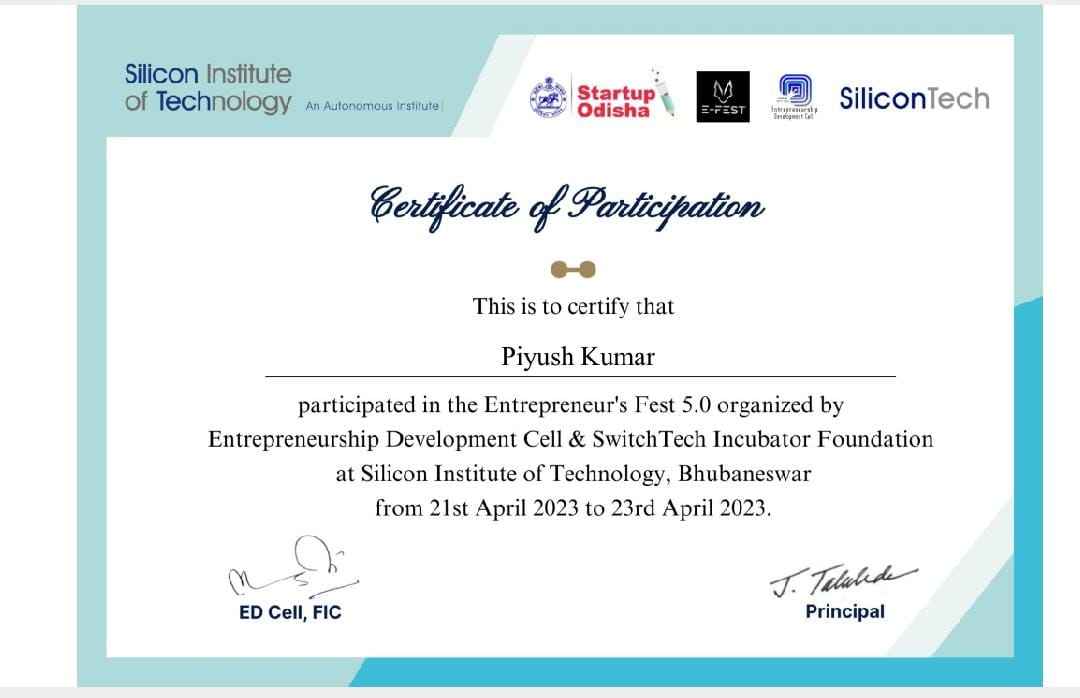 Silicon Institute
of Technology An Autonomous Institute
Startup
Odisha
E-FEST
Entrepreneurship
Development Cell
SiliconTech
Certificate of Participation
This is to certify that
Piyush Kumar
participated in the Entrepreneur's Fest 5.0 organized by
Entrepreneurship Development Cell & SwitchTech Incubator Foundation
at Silicon Institute of Technology, Bhubaneswar
from 21st April 2023 to 23rd April 2023.
ED Cell, FIC
Principal